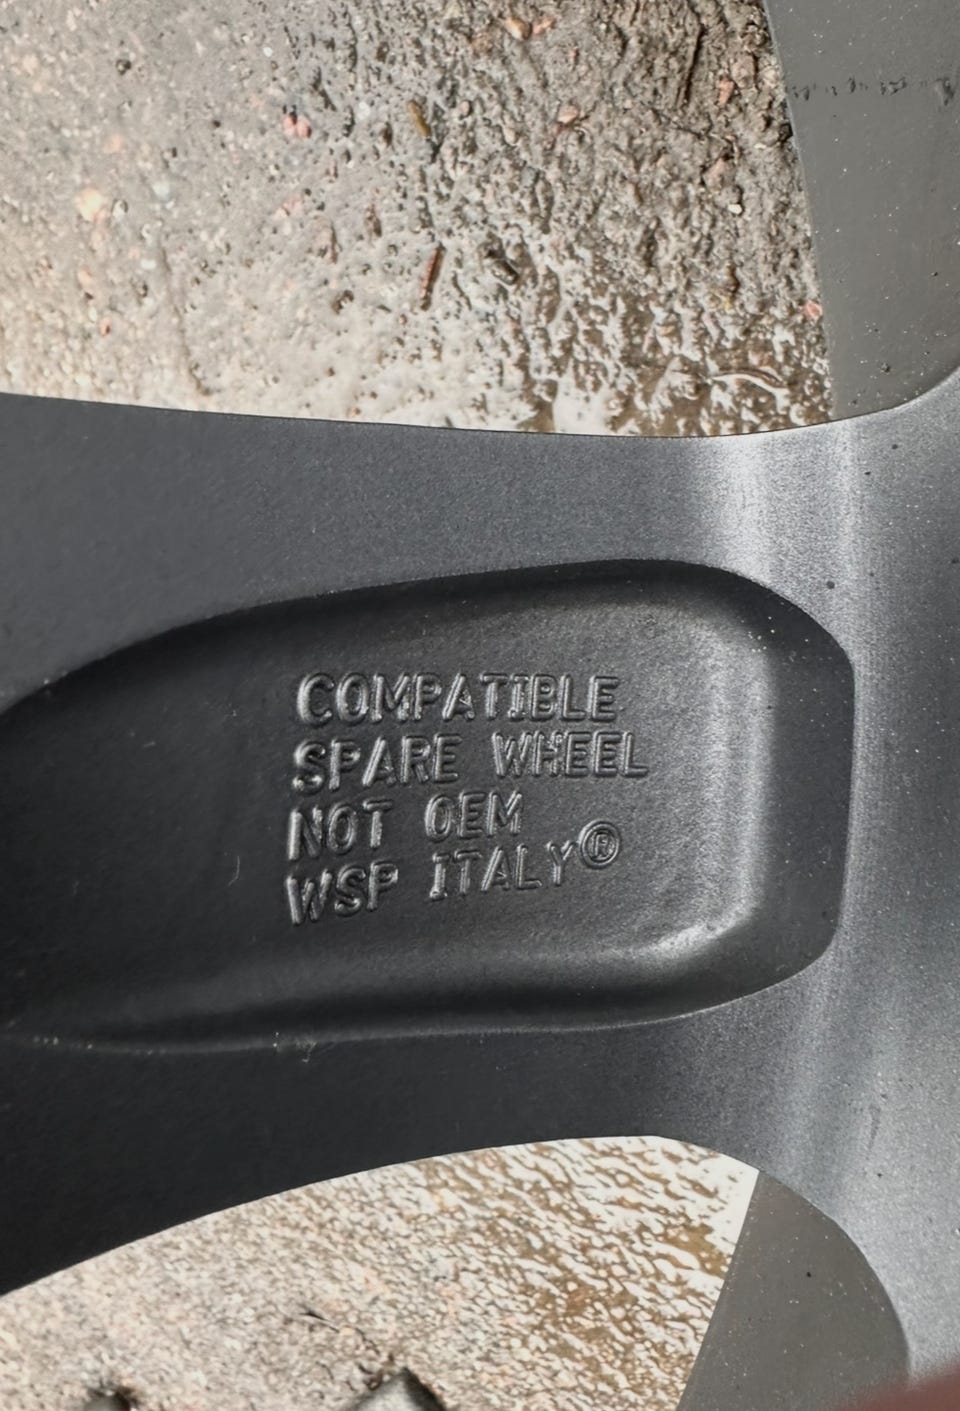 COMPATIBLE
SPARE WHEEL
NOT OEM
WSP ITALY®